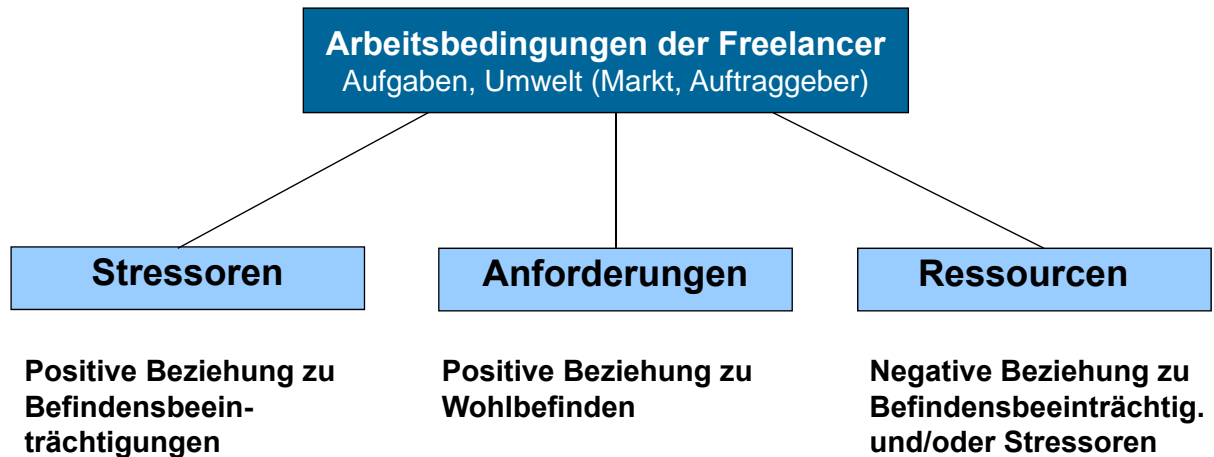 Arbeitsbedingungen der Freelancer
Aufgaben, Umwelt (Markt, Auftraggeber)
Stressoren
Anforderungen
Ressourcen
Positive Beziehung zu
Befindensbeein-
trächtigungen
Positive Beziehung zu
Wohlbefinden
Negative Beziehung zu
Befindensbeeinträchtig.
und/oder Stressoren